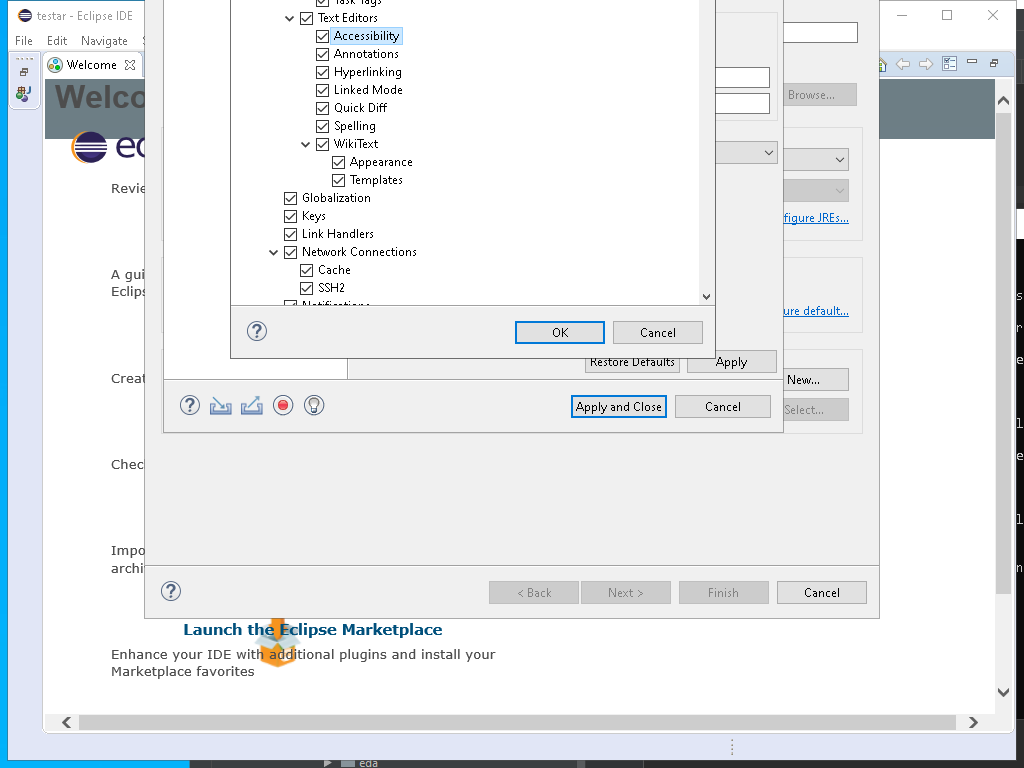 testar - Eclipse IDE
File Edit Navigate
Welcome
Welco
Task Tags
Text Editors
Accessibility
Annotations
Hyperlinking
Linked Mode
Quick Diff
Spelling
WikiText
Appearance
Templates
Globalization
Keys
Link Handlers
Network Connections
Cache
SSH2
Notifications
OK
Cancel
Browse...
figure JREs...
ure default...
New...
Select...
Restore Defaults
Apply
Apply and Close
Cancel
< Back
Next >
Finish
Cancel
ec
Revie
A gui
Eclips
Creat
Chec
Impo
archi
Launch the Eclipse Marketplace
Enhance your IDE with additional plugins and install your
Marketplace favorites
eda